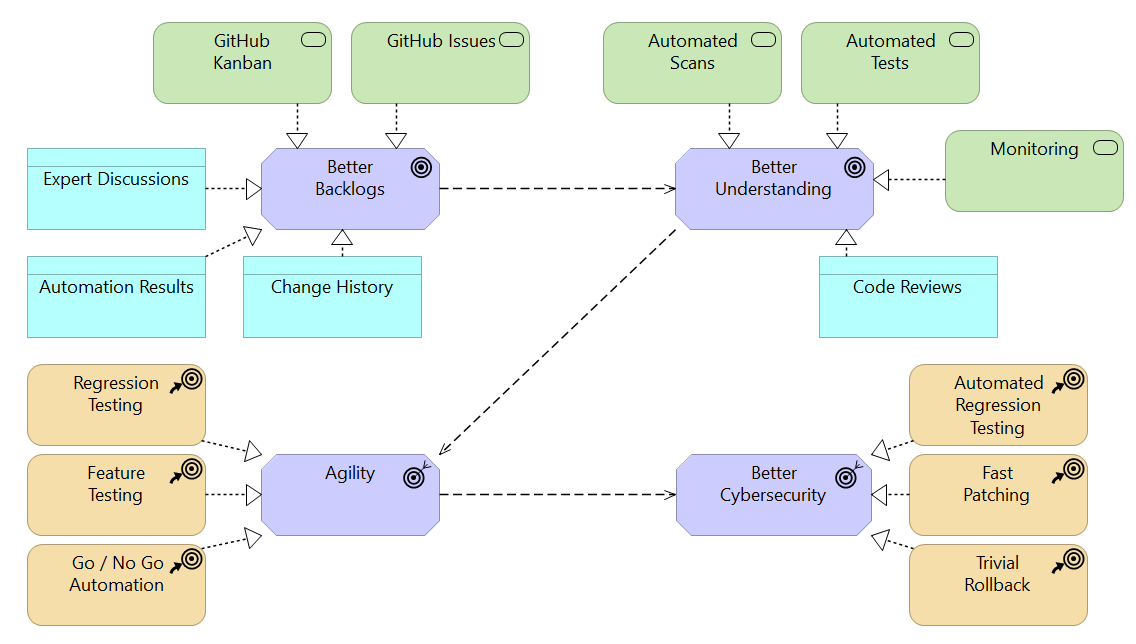 GitHub
Kanban
GitHub Issues
Automated
Scans
Automated
Tests
Monitoring
Expert Discussions
Better
Backlogs
Better
Understanding
Automation Results
Change History
Code Reviews
Regression
Testing
Automated
Regression
Testing
Feature
Testing
Agility
Better
Cybersecurity
Fast
Patching
Go / No Go
Automation
Trivial
Rollback